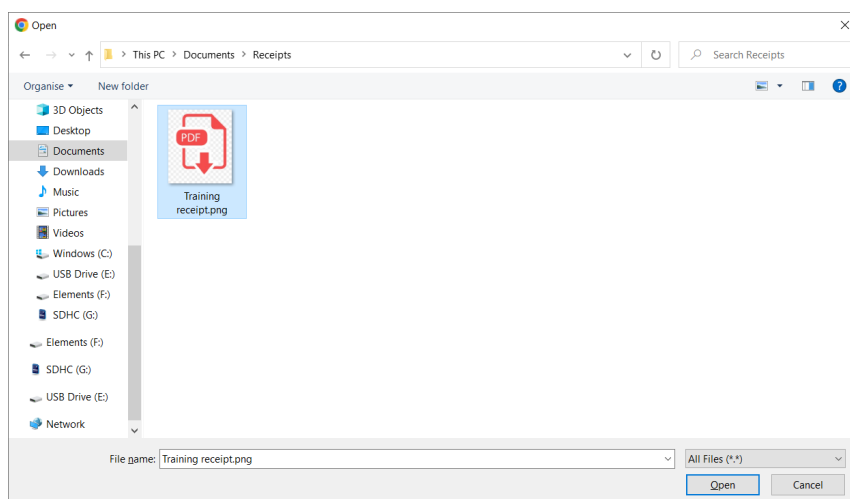 Open
This PC > Documents > Receipts
Search Receipts
Organise
New folder
3D Objects
Desktop
Documents
Downloads
Music
Pictures
Videos
Windows (C:)
USB Drive (E:)
Elements (F:)
SDHC (G:)
Elements (F:)
SDHC (G:)
USB Drive (E:)
Network
PDF
Training
receipt.png
File name: Training receipt.png
All Files (*.*)
Open
Cancel